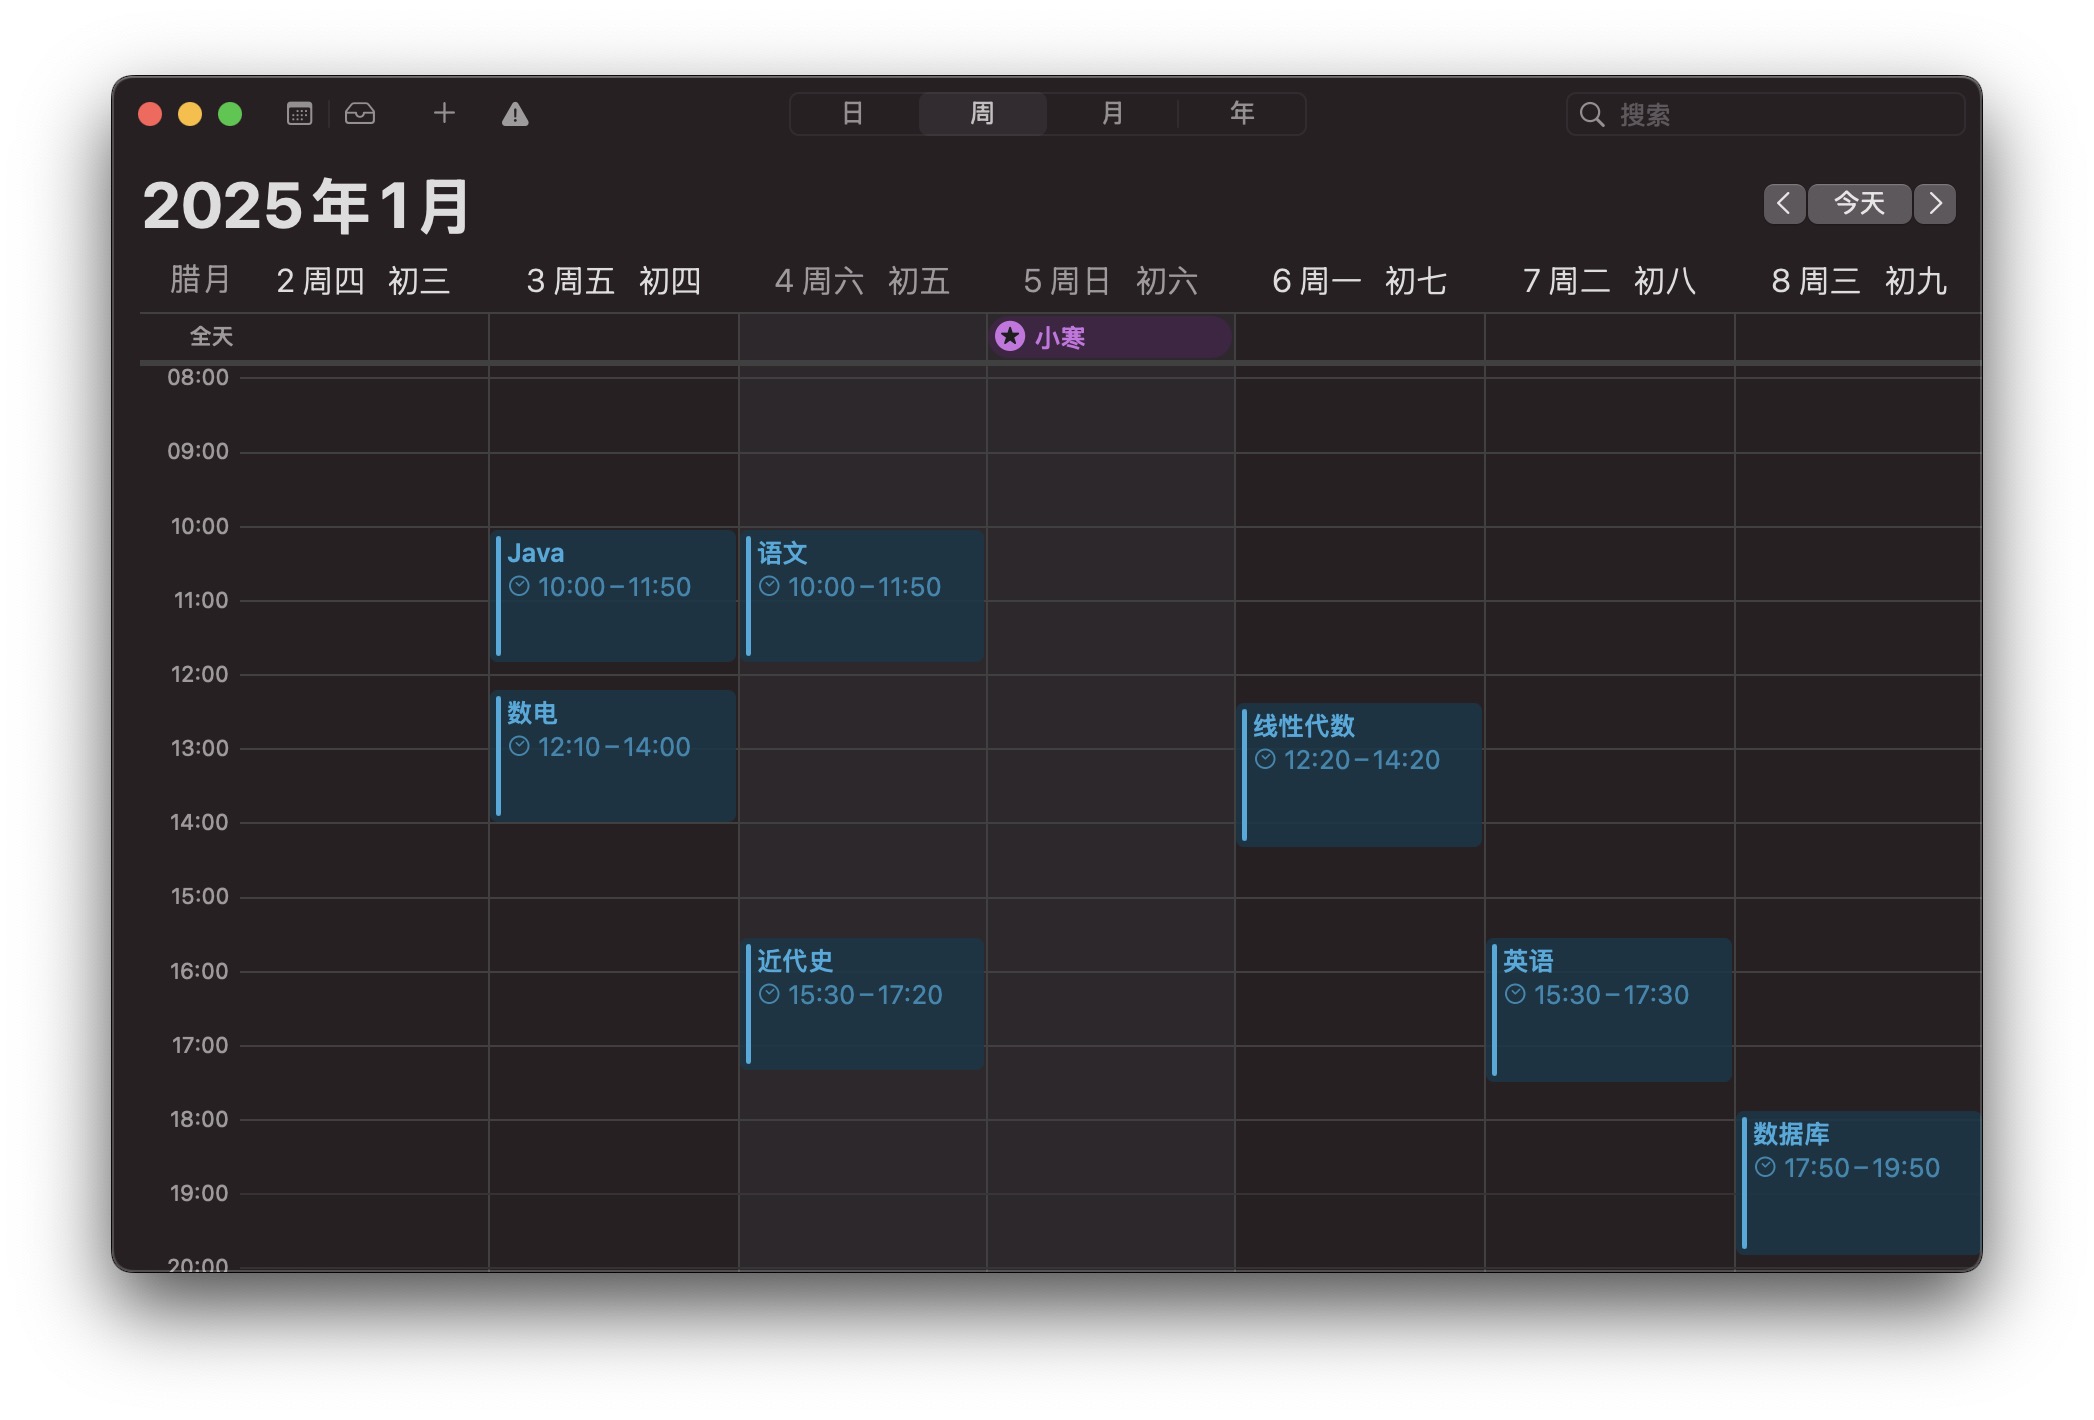 日 周 月 年 搜索
2025年1月 今天
腊月 2 周四 初三 3 周五 初四 4 周六 初五 5 周日 初六 6 周一 初七 7 周二 初八 8 周三 初九
全天 小寒
08:00
09:00
10:00
Java 语文
10:00–11:50 10:00–11:50
11:00
12:00
数电 线性代数
12:10–14:00 12:20–14:20
13:00
14:00
15:00
近代史 英语
16:00
15:30–17:20 15:30–17:30
17:00
18:00
数据库
17:50–19:50
19:00
20:00